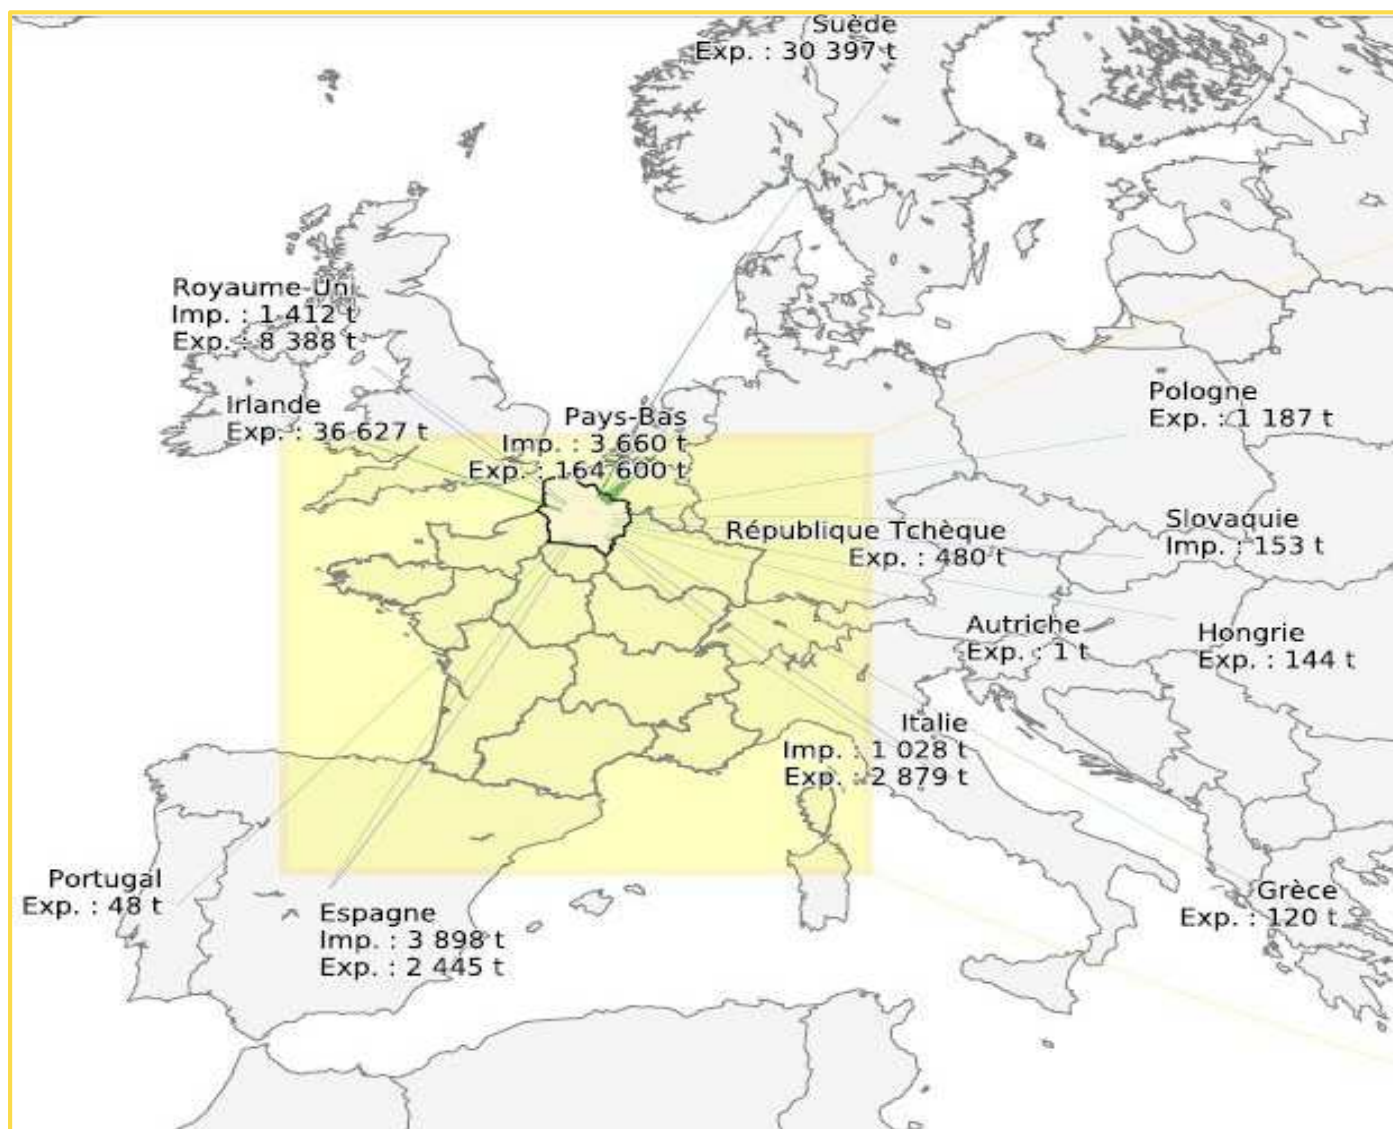 Suède
Exp. : 30 397 t
Royaume-Uni
Imp. : 1 412 t
Exp. : 8 388 t
Irlande
Exp. : 36 627 t
Pays-Bas
Imp. : 3 660 t
Exp. : 164 600 t
Pologne
Exp. : 1 187 t
République Tchèque
Exp. : 480 t
Slovaquie
Imp. : 153 t
Autriche
Exp. : 1 t
Hongrie
Exp. : 144 t
Italie
Imp. : 1 028 t
Exp. : 2 879 t
Portugal
Exp. : 48 t
Espagne
Imp. : 3 898 t
Exp. : 2 445 t
Grèce
Exp. : 120 t